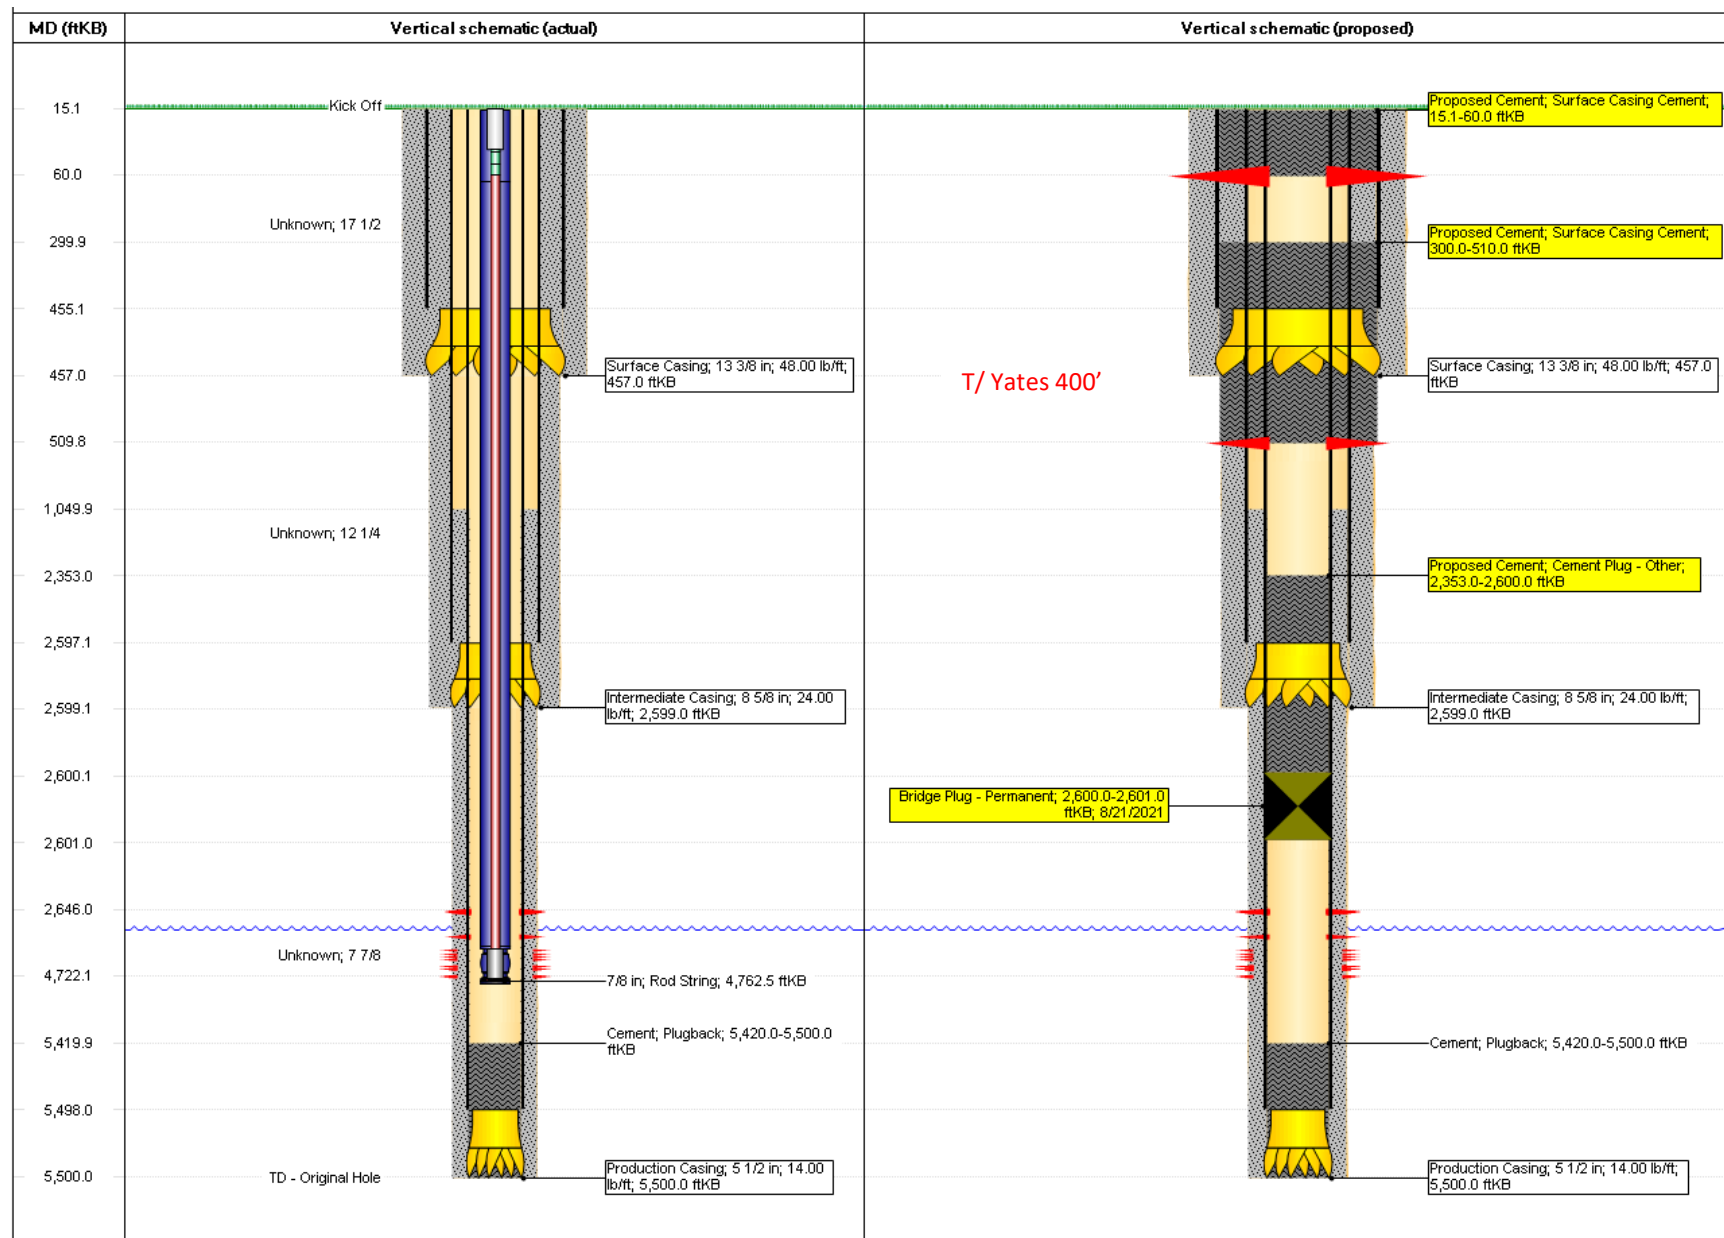 MD (ftKB)
Vertical schematic (actual)
Vertical schematic (proposed)
15.1
60.0
299.9
455.1
457.0
509.8
1,049.9
2,353.0
2,597.1
2,599.1
2,600.1
2,601.0
2,646.0
4,722.1
5,419.9
5,498.0
5,500.0
Kick Off
Unknown; 17 1/2
Surface Casing; 13 3/8 in; 48.00 lb/ft;
457.0 ftKB
Unknown; 12 1/4
Intermediate Casing; 8 5/8 in; 24.00
lb/ft; 2,599.0 ftKB
Unknown; 7 7/8
7/8 in; Rod String; 4,762.5 ftKB
Cement; Plugback; 5,420.0-5,500.0
ftKB
TD - Original Hole
Production Casing; 5 1/2 in; 14.00
lb/ft; 5,500.0 ftKB
Proposed Cement; Surface Casing Cement;
15.1-60.0 ftKB
Proposed Cement; Surface Casing Cement;
300.0-510.0 ftKB
Surface Casing; 13 3/8 in; 48.00 lb/ft; 457.0
ftKB
T/ Yates 400’
Proposed Cement; Cement Plug - Other;
2,353.0-2,600.0 ftKB
Intermediate Casing; 8 5/8 in; 24.00 lb/ft;
2,599.0 ftKB
Bridge Plug - Permanent; 2,600.0-2,601.0
ftKB; 8/21/2021
Cement; Plugback; 5,420.0-5,500.0 ftKB
Production Casing; 5 1/2 in; 14.00 lb/ft;
5,500.0 ftKB